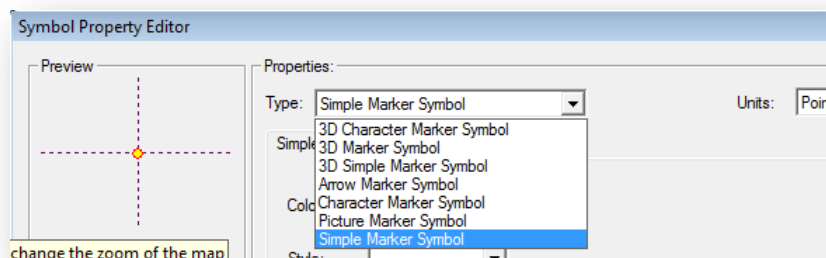 Symbol Property Editor
Preview
Properties:
Type: Simple Marker Symbol Units:
3D Character Marker Symbol
3D Marker Symbol
3D Simple Marker Symbol
Arrow Marker Symbol
Character Marker Symbol
Picture Marker Symbol
Simple Marker Symbol
Simple
change the zoom of the map